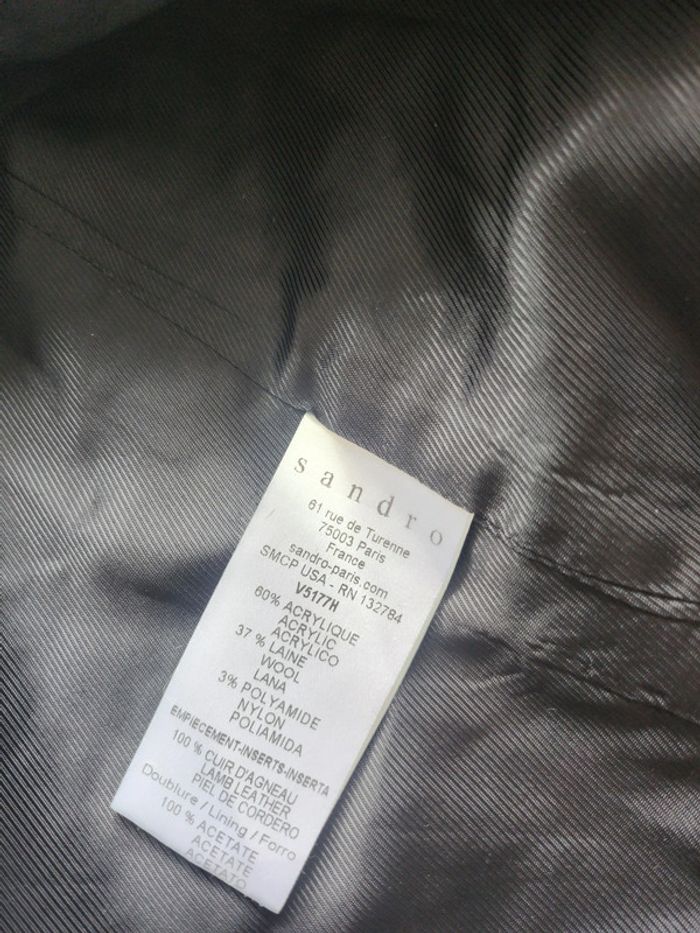 sandro
61 rue de Turenne
75003 Paris
France
sandro-paris.com
SMCP USA - RN 132784
V5177H
60% ACRYLIQUE
ACRYLIC
ACRYLICO
37 % LAINE
WOOL
LANA
3% POLYAMIDE
NYLON
POLIAMIDA
EMPIECEMENT-INSERTS-INSERTA
100 % CUIR D'AGNEAU
LAMB LEATHER
PIEL DE CORDERO
Doublure / Lining / Forro
100 % ACETATE
ACETATE
ACETATO